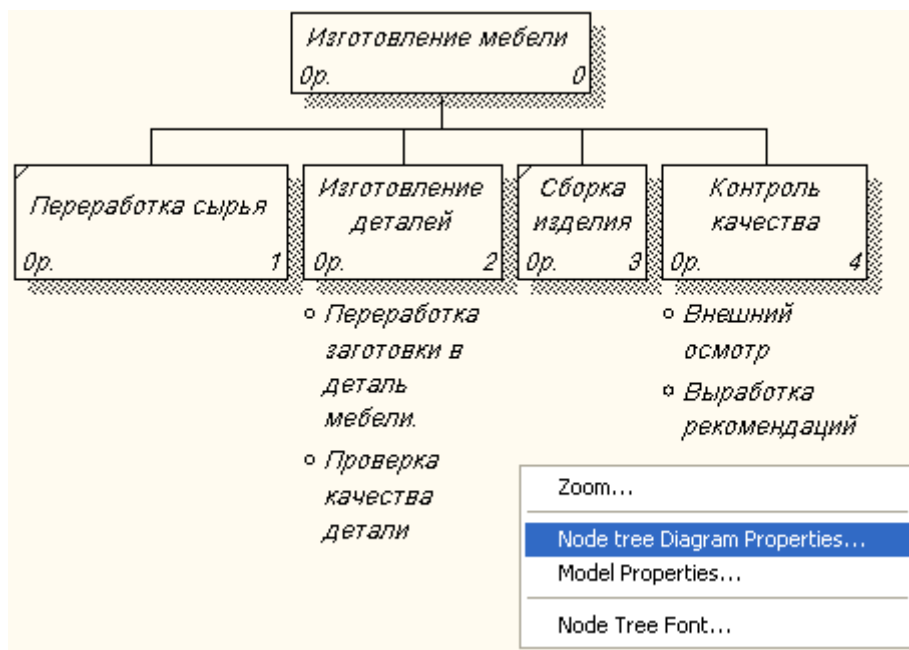 Изготовление мебели
0р. 0
Переработка сырья
0р. 1
Изготовление
деталей
0р. 2
Сборка
изделия
0р. 3
Контроль
качества
0р. 4
Переработка
заготовки в
деталь
мебели.
Проверка
качества
детали
Внешний
осмотр
Выработка
рекомендаций
Zoom...
Node tree Diagram Properties...
Model Properties...
Node Tree Font...